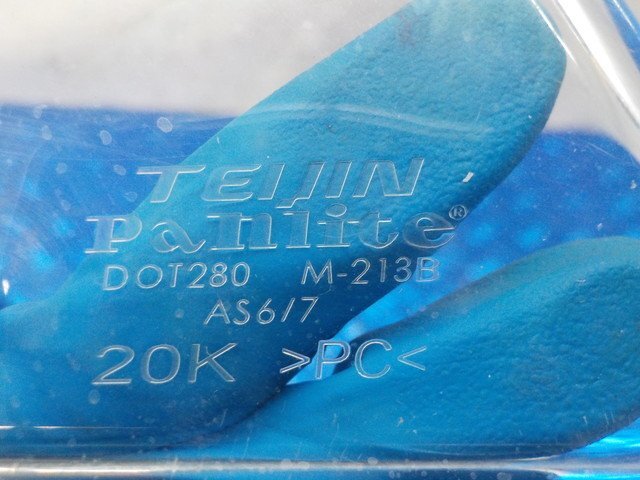 TEIJIN
Panlite®
DOT280 M-213B
AS6/7
20K >PC<